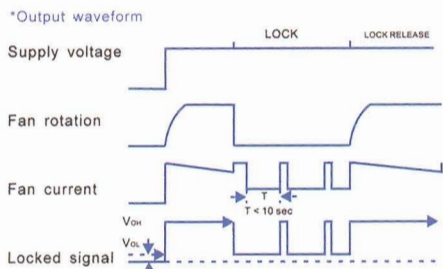 *Output waveform
LOCK
LOCK RELEASE
Supply voltage
Fan rotation
Fan current
T
T < 10 sec
VOH
VOL
Locked signal